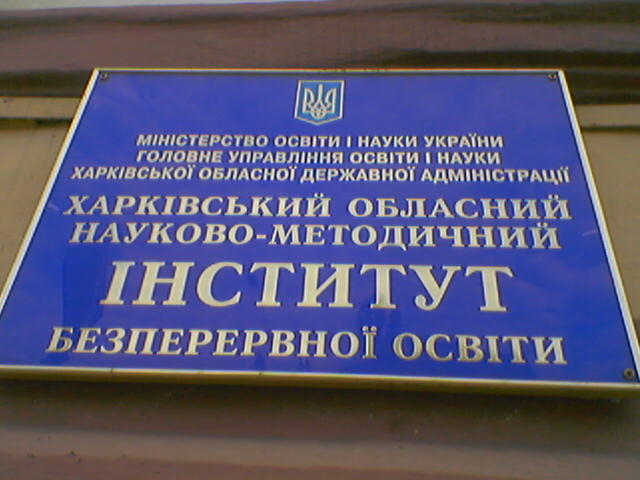 МІНІСТЕРСТВО ОСВІТИ І НАУКИ УКРАЇНИ
ГОЛОВНЕ УПРАВЛІННЯ ОСВІТИ І НАУКИ
ХАРКІВСЬКОЇ ОБЛАСНОЇ ДЕРЖАВНОЇ АДМІНІСТРАЦІЇ
ХАРКІВСЬКИЙ ОБЛАСНИЙ
НАУКОВО-МЕТОДИЧНИЙ
ІНСТИТУТ
БЕЗПЕРЕРВНОЇ ОСВІТИ